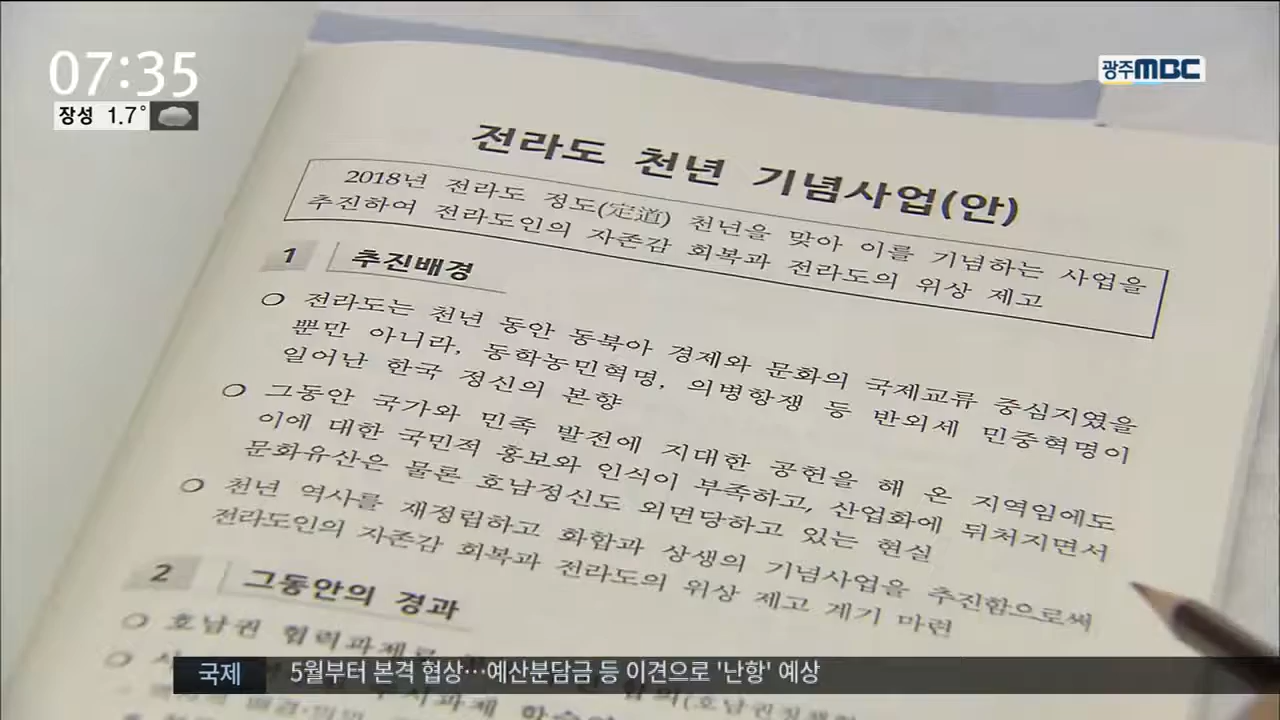 07:35
장성 1.7°
광주MBC
전라도 천년 기념사업(안)
2018년 전라도 정도(定道) 천년을 맞아 이를 기념하는 사업을
추진하여 전라도인의 자존감 회복과 전라도의 위상 제고
1 추진배경
○ 전라도는 천년 동안 동북아 경제와 문화의 국제교류 중심지였을
뿐만 아니라, 동학농민혁명, 의병항쟁 등 반외세 민중혁명이
일어난 한국 정신의 본향
○ 그동안 국가와 민족 발전에 지대한 공헌을 해 온 지역임에도
이에 대한 국민적 홍보와 인식이 부족하고, 산업화에 뒤처지면서
문화유산은 물론 호남정신도 외면당하고 있는 현실
○ 천년 역사를 재정립하고 화합과 상생의 기념사업을 추진함으로써
전라도인의 자존감 회복과 전라도의 위상 제고 계기 마련
2 그동안의 경과
○ 호남권 협력과제로
국제 5월부터 본격 협상…예산분담금 등 이견으로 '난항' 예상